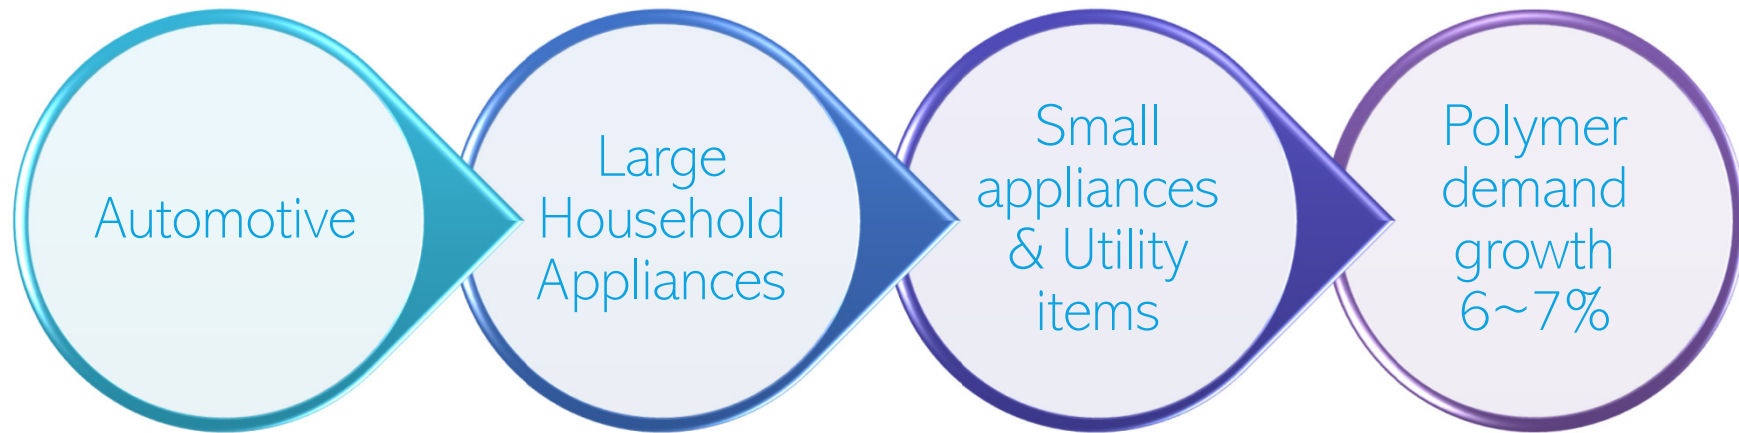 Automotive
Large
Household
Appliances
Small
appliances
& Utility
items
Polymer
demand
growth
6~7%